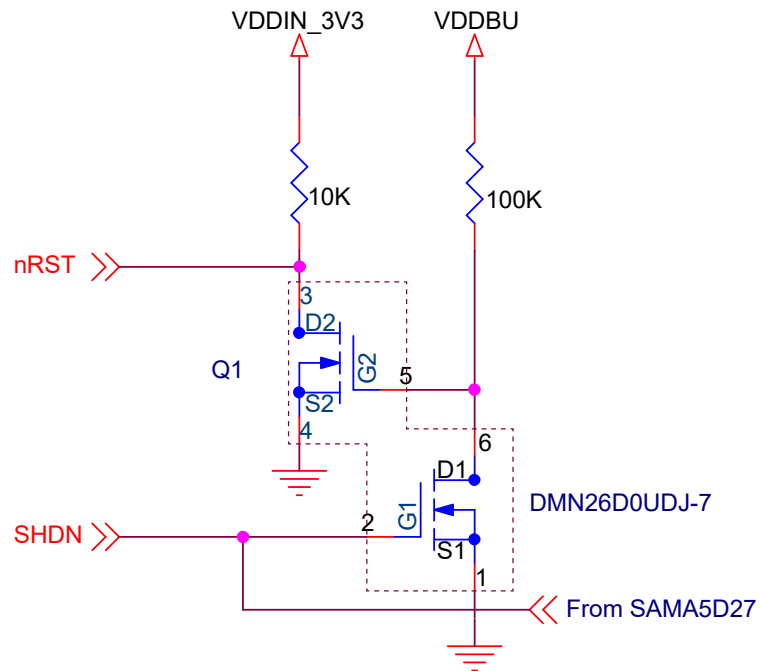 VDDIN_3V3
VDDBU
10K
100K
nRST
3
D2
Q1
G2
5
S2
4
6
D1
DMN26D0UDJ-7
2
G1
SHDN
S1
1
From SAMA5D27